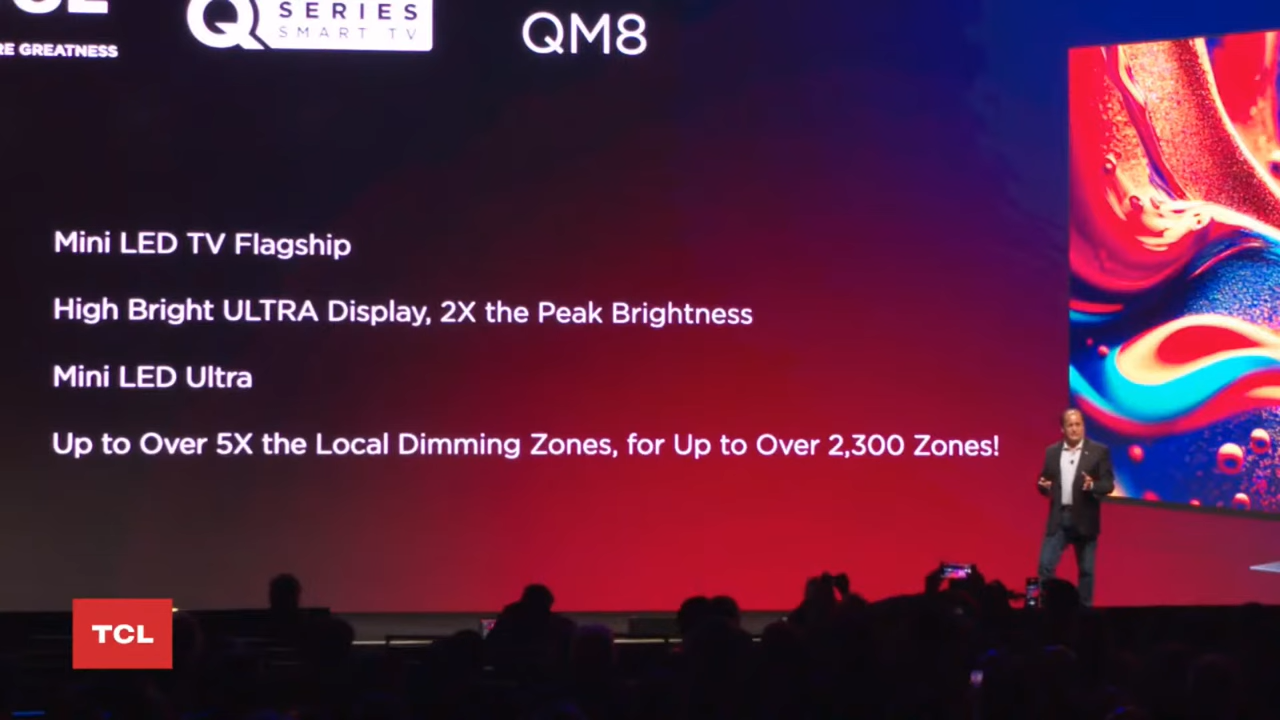 RE GREATNESS
Q SERIES
SMART TV
QM8
Mini LED TV Flagship
High Bright ULTRA Display, 2X the Peak Brightness
Mini LED Ultra
Up to Over 5X the Local Dimming Zones, for Up to Over 2,300 Zones!
TCL